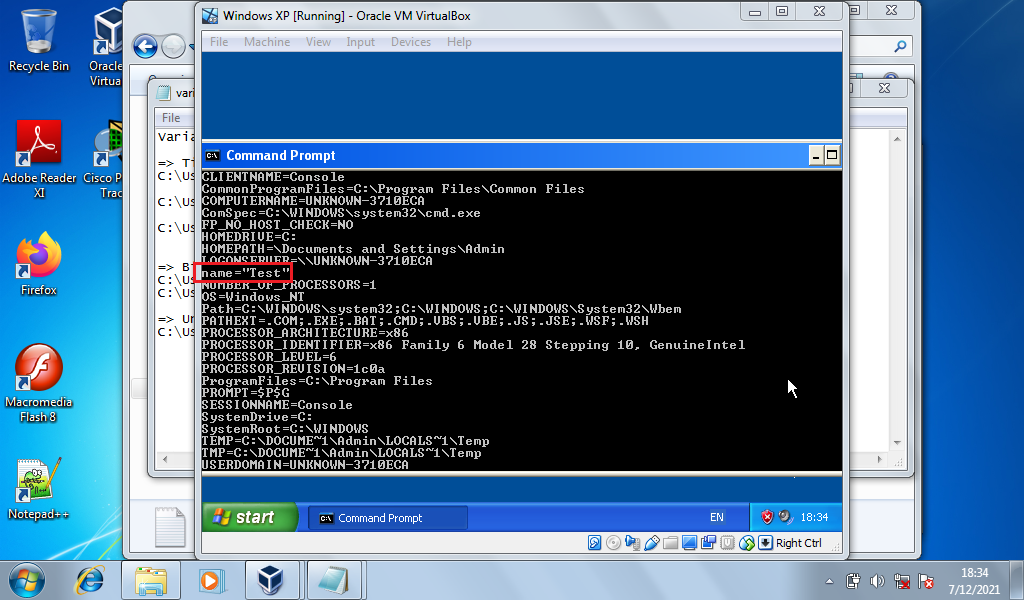 Recycle Bin
Oracle
Virtua
Adobe Reader
XI
Cisco P
Trac
Firefox
Macromedia
Flash 8
Notepad++
vari
File
Varia
C:\Us
C:\Us
C:\Us
C:\Us
C:\Us
=> Un
C:\Us
Windows XP [Running] - Oracle VM VirtualBox
File Machine View Input Devices Help
Command Prompt
CLIENTNAME=Console
CommonProgramFiles=C:\Program Files\Common Files
COMPUTERNAME=UNKNOWN-3710ECA
ComSpec=C:\WINDOWS\system32\cmd.exe
FP_NO_HOST_CHECK=NO
HOMEDRIVE=C:
HOMEPATH=\Documents and Settings\Admin
LOGONSERVER=\\UNKNOWN-3710ECA
name="Test"
NUMBER_OF_PROCESSORS=1
OS=Windows_NT
Path=C:\WINDOWS\system32;C:\WINDOWS;C:\WINDOWS\System32\Wbem
PATHEXT=.COM;.EXE;.BAT;.CMD;.VBS;.VBE;.JS;.JSE;.WSF;.WSH
PROCESSOR_ARCHITECTURE=x86
PROCESSOR_IDENTIFIER=x86 Family 6 Model 28 Stepping 10, GenuineIntel
PROCESSOR_LEVEL=6
PROCESSOR_REVISION=1c0a
ProgramFiles=C:\Program Files
PROMPT=$P$G
SESSIONNAME=Console
SystemDrive=C:
SystemRoot=C:\WINDOWS
TEMP=C:\DOCUME~1\Admin\LOCALS~1\Temp
TMP=C:\DOCUME~1\Admin\LOCALS~1\Temp
USERDOMAIN=UNKNOWN-3710ECA
start
Command Prompt
EN
18:34
Right Ctrl
18:34
7/12/2021